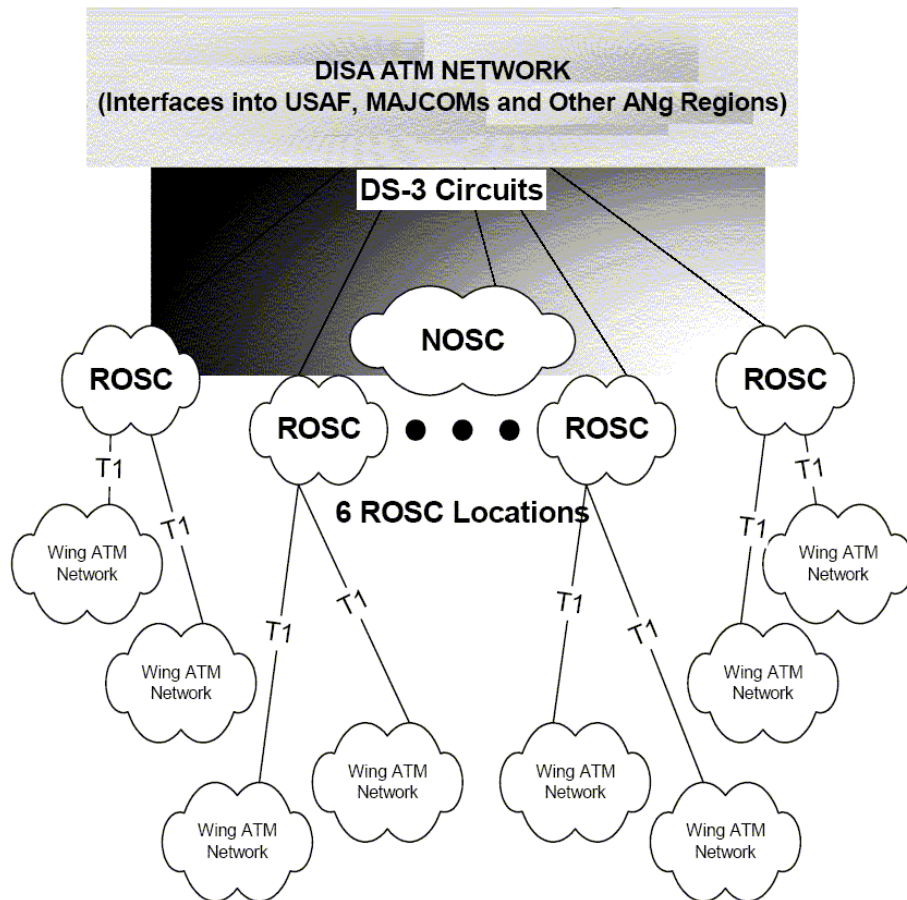 DISA ATM NETWORK
(Interfaces into USAF, MAJCOMs and Other ANg Regions)
DS-3 Circuits
NOSC
ROSC
ROSC
ROSC
ROSC
T1
T1
T1
T1
6 ROSC Locations
Wing ATM
Network
Wing ATM
Network
T1
T1
T1
T1
Wing ATM
Network
Wing ATM
Network
Wing ATM
Network
Wing ATM
Network
Wing ATM
Network
Wing ATM
Network